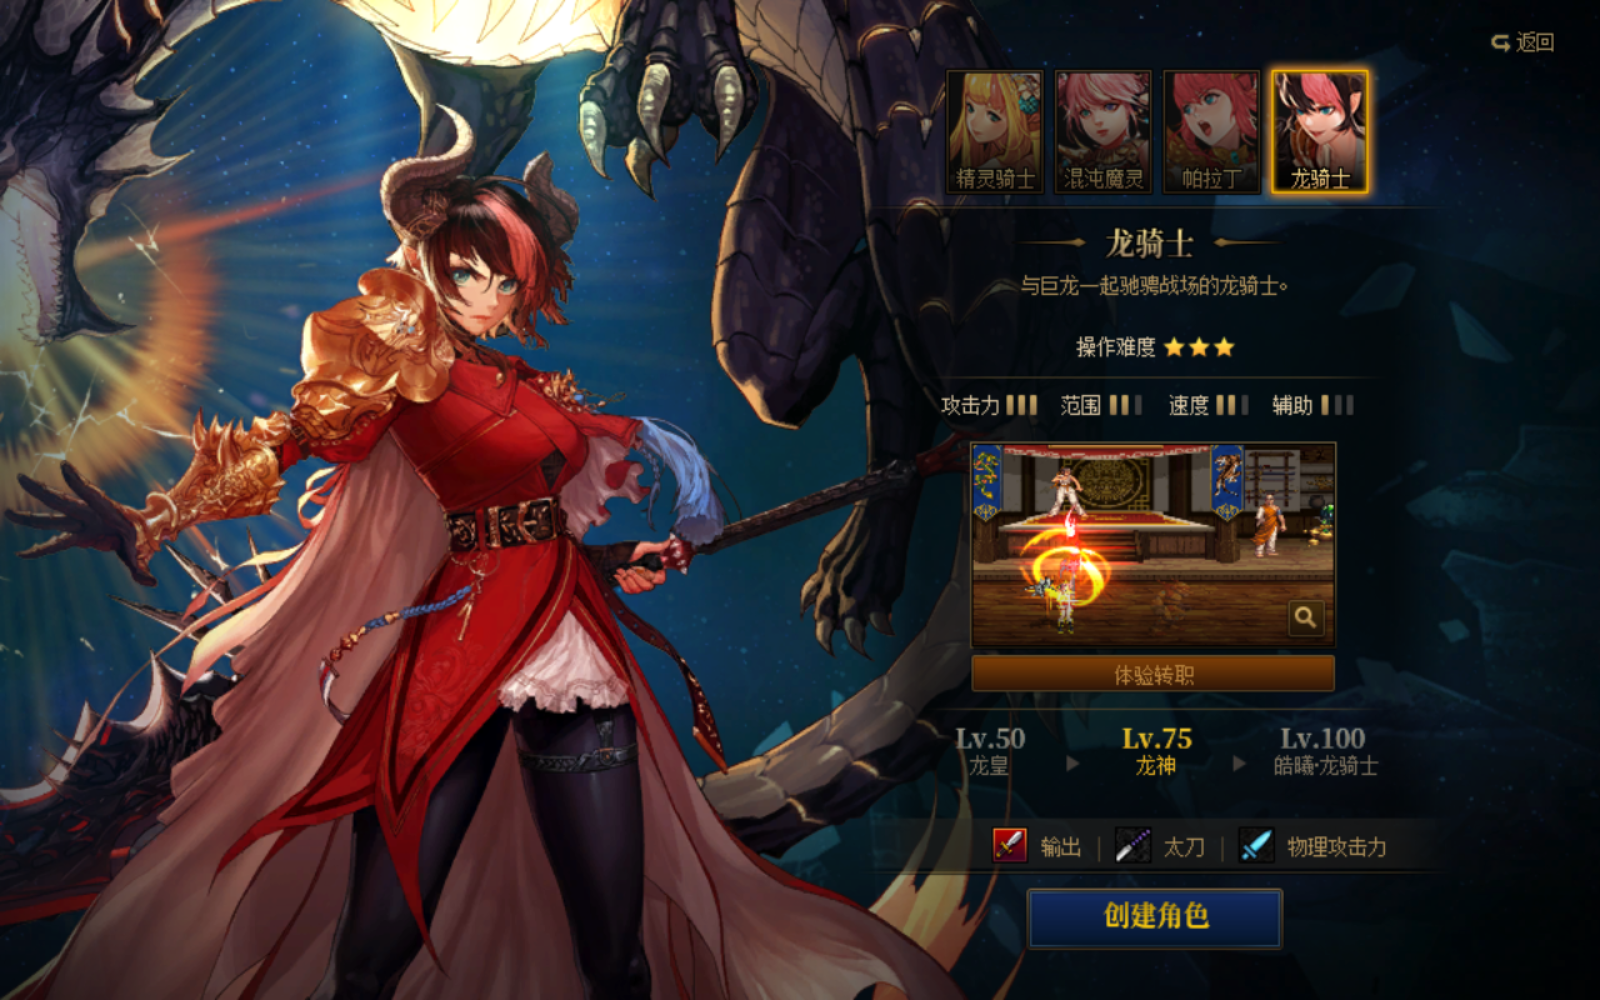 返回
精灵骑士 混沌魔灵 帕拉丁 龙骑士
龙骑士
与巨龙一起驰骋战场的龙骑士。
操作难度
攻击力 范围 速度 辅助
体验转职
Lv.50 Lv.75 Lv.100
龙皇 龙神 皓曦·龙骑士
输出 | 太刀 | 物理攻击力
创建角色